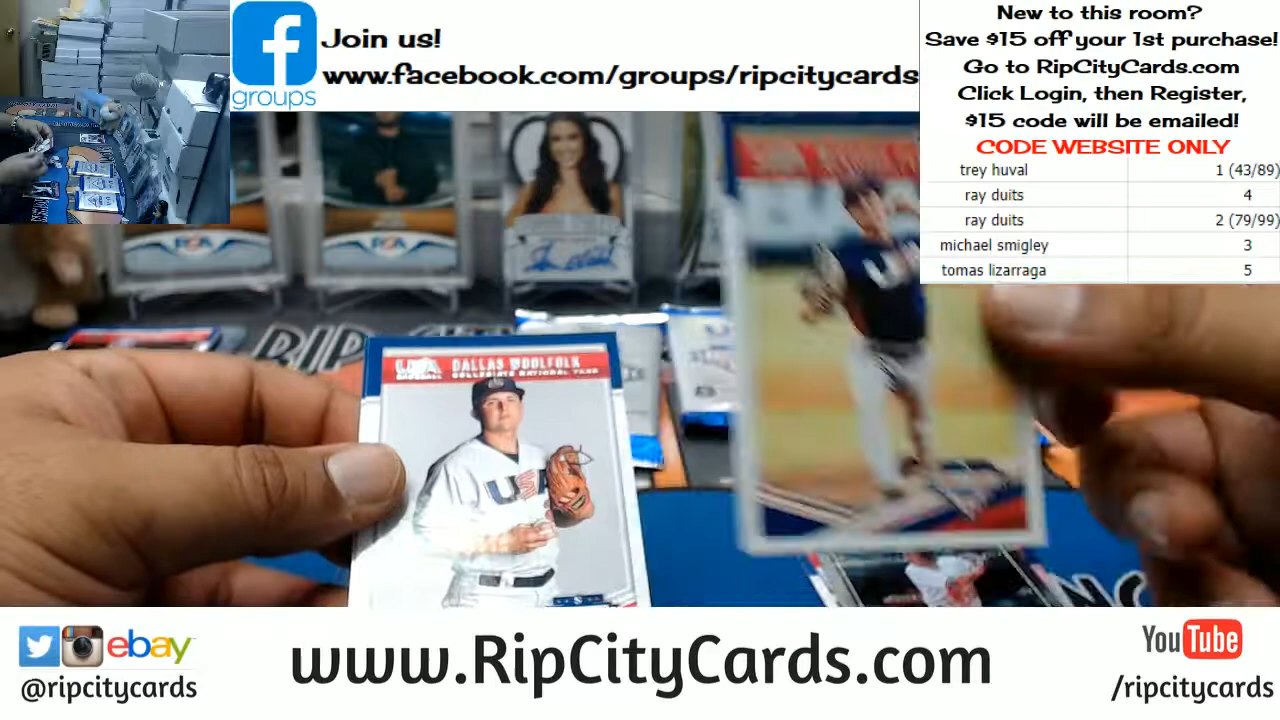 Join us!
www.facebook.com/groups/ripcitycards
groups
New to this room?
Save $15 off your 1st purchase!
Go to RipCityCards.com
Click Login, then Register,
$15 code will be emailed!
CODE WEBSITE ONLY
trey huval 1 (43/89)
ray duits 4
ray duits 2 (79/99)
michael smigley 3
tomas lizarraga 5
RIP
USA DALLAS WOOLFOLK
BASEBALL COLLEGIATE NATIONAL TEAM
USA
ebay
@ripcitycards
www.RipCityCards.com
YouTube
/ripcitycards